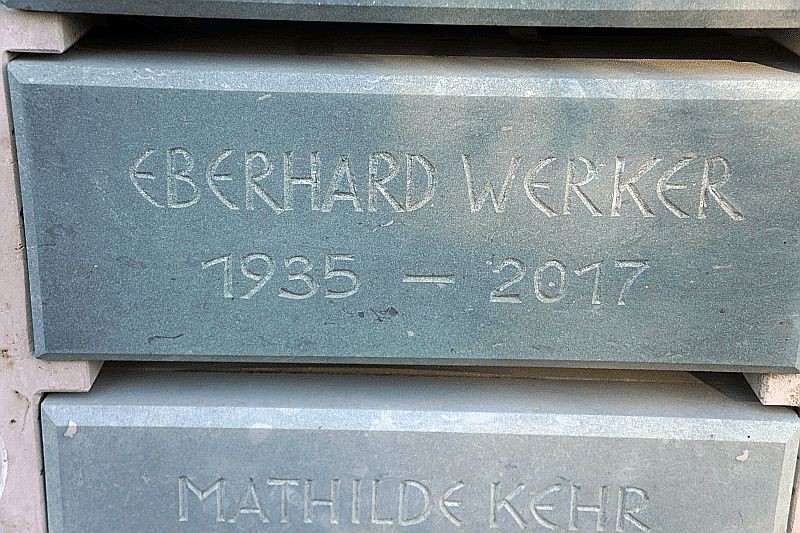 EBERHARD WERKER
1935 – 2017
MATHILDE KEHR